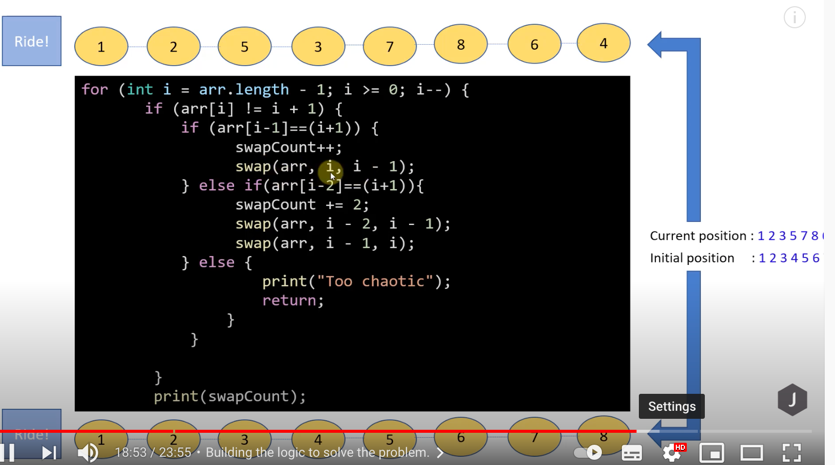 Ride!
1 2 5 3 7 8 6 4
for (int i = arr.length - 1; i >= 0; i--) {
if (arr[i] != i + 1) {
if (arr[i-1]==(i+1)) {
swapCount++;
swap(arr, i, i - 1);
} else if(arr[i-2]==(i+1)){
swapCount += 2;
swap(arr, i - 2, i - 1);
swap(arr, i - 1, i);
} else {
print("Too chaotic");
return;
}
}
}
print(swapCount);
Current position : 1 2 3 5 7 8
Initial position : 1 2 3 4 5 6
J
Settings
Ride!
1 2 3 4 5 6 7 8
18:53 / 23:55 • Building the logic to solve the problem.
HD